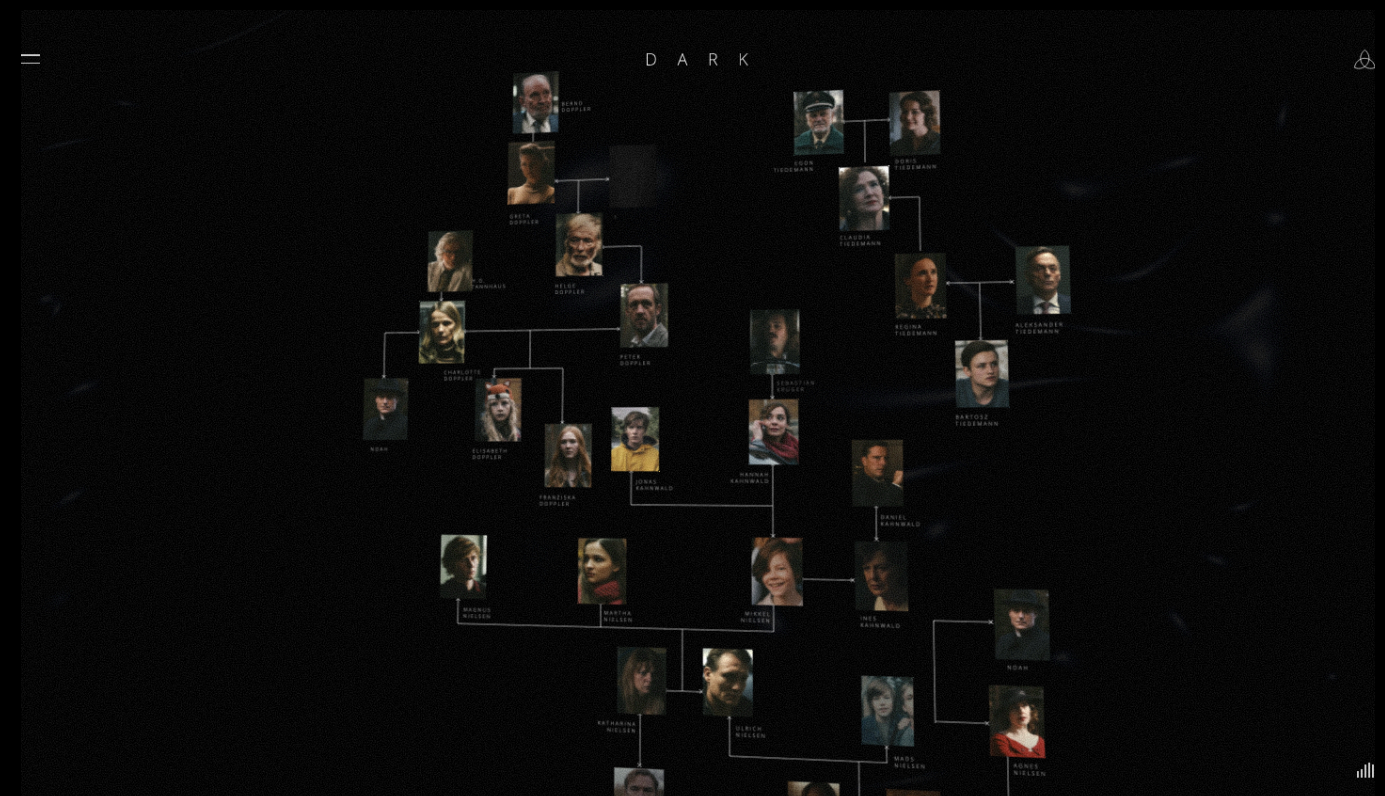 DARK
BERND
DOPPLER
EGON
TIEDEMANN
DORIS
TIEDEMANN
GRETA
DOPPLER
CLAUDIA
TIEDEMANN
TANNHAUS
HELGE
DOPPLER
REGINA
TIEDEMANN
ALEKSANDER
TIEDEMANN
PETER
DOPPLER
CHARLOTTE
DOPPLER
SEBASTIAN
KRÜGER
BARTOSZ
TIEDEMANN
NOAH
ELISABETH
DOPPLER
FRANZISKA
DOPPLER
JONAS
KAHNWALD
HANNAH
KAHNWALD
DANIEL
KAHNWALD
MAGNUS
NIELSEN
MARTHA
NIELSEN
MIKKEL
NIELSEN
INES
KAHNWALD
NOAH
KATHARINA
NIELSEN
ULRICH
NIELSEN
MADS
NIELSEN
AGNES
NIELSEN